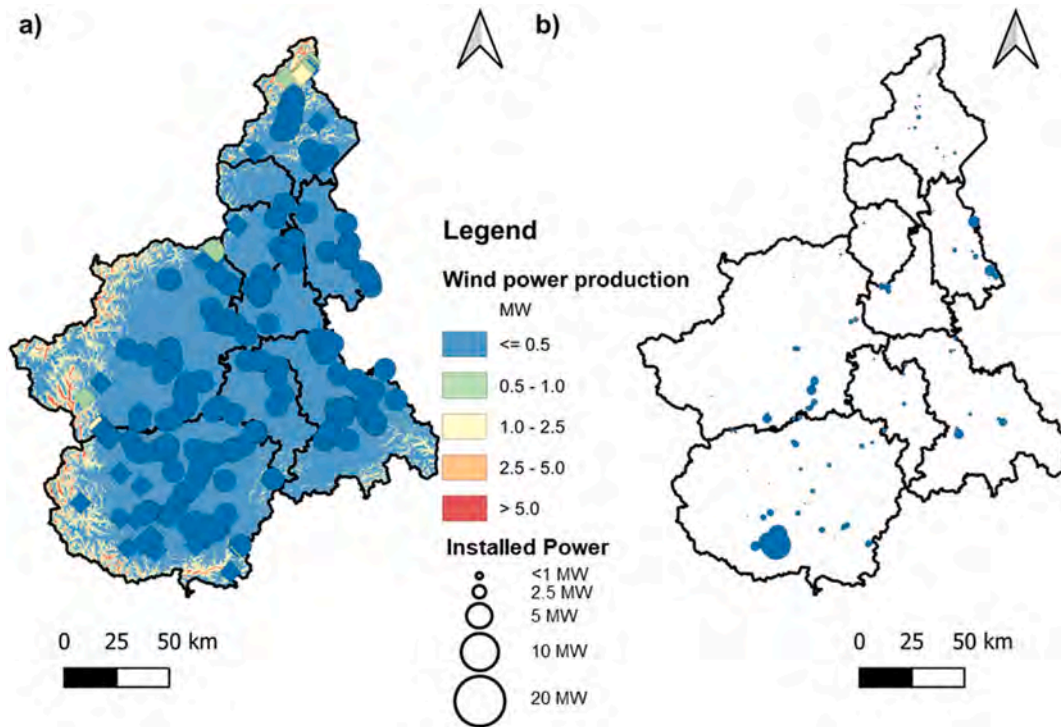 a)
b)
Legend
Wind power production
MW
<= 0.5
0.5 - 1.0
1.0 - 2.5
2.5 - 5.0
> 5.0
Installed Power
<1 MW
2.5 MW
5 MW
10 MW
20 MW
0 25 50 km
0 25 50 km